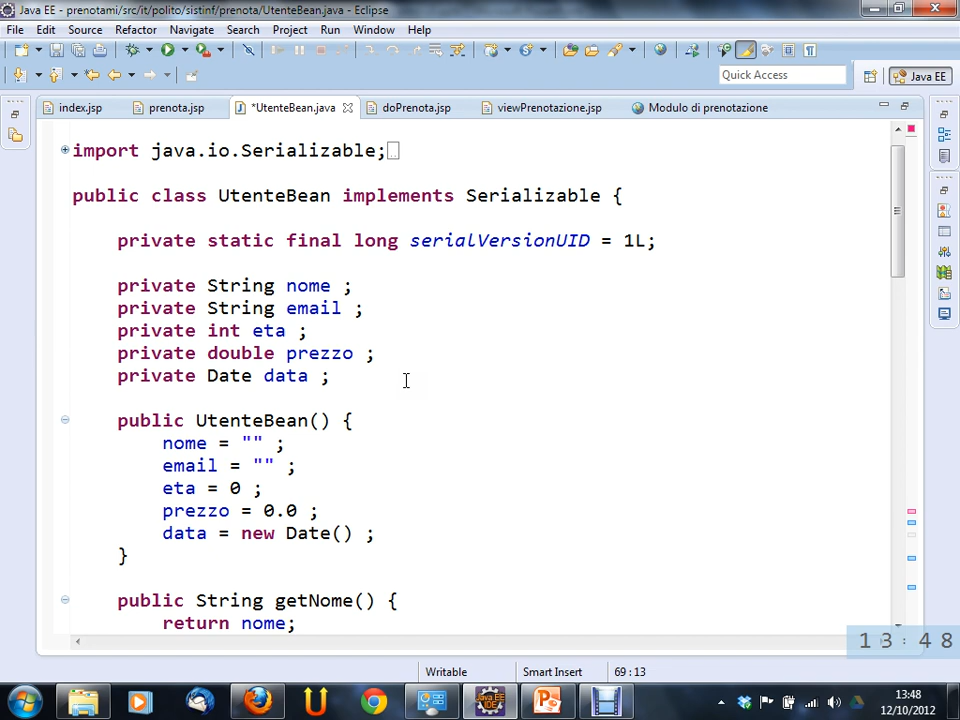 Java EE - prenotami/src/it/polito/sistinf/prenota/UtenteBean.java - Eclipse
File Edit Source Refactor Navigate Search Project Run Window Help
Quick Access
Java EE
index.jsp prenota.jsp *UtenteBean.java doPrenota.jsp viewPrenotazione.jsp Modulo di prenotazione
import java.io.Serializable;
public class UtenteBean implements Serializable {
private static final long serialVersionUID = 1L;
private String nome ;
private String email ;
private int eta ;
private double prezzo ;
private Date data ;
public UtenteBean() {
nome = "" ;
email = "" ;
eta = 0 ;
prezzo = 0.0 ;
data = new Date() ;
}
public String getNome() {
return nome;
13:48
Writable Smart Insert 69 : 13
13:48
12/10/2012